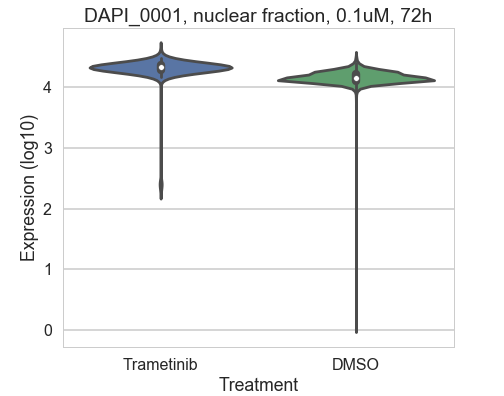 DAPI_0001, nuclear fraction, 0.1uM, 72h
Expression (log10)
4
3
2
1
0
Trametinib
DMSO
Treatment